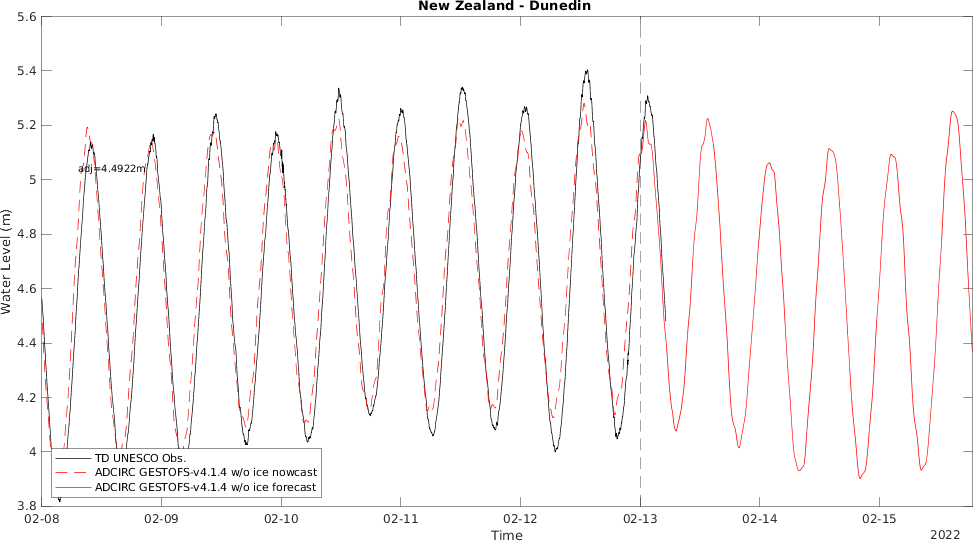 New Zealand - Dunedin
5.6
5.4
5.2
5
4.8
4.6
4.4
4.2
4
3.8
Water Level (m)
adj=4.4922m
TD UNESCO Obs.
ADCIRC GESTOFS-v4.1.4 w/o ice nowcast
ADCIRC GESTOFS-v4.1.4 w/o ice forecast
02-08 02-09 02-10 02-11 02-12 02-13 02-14 02-15
Time
2022